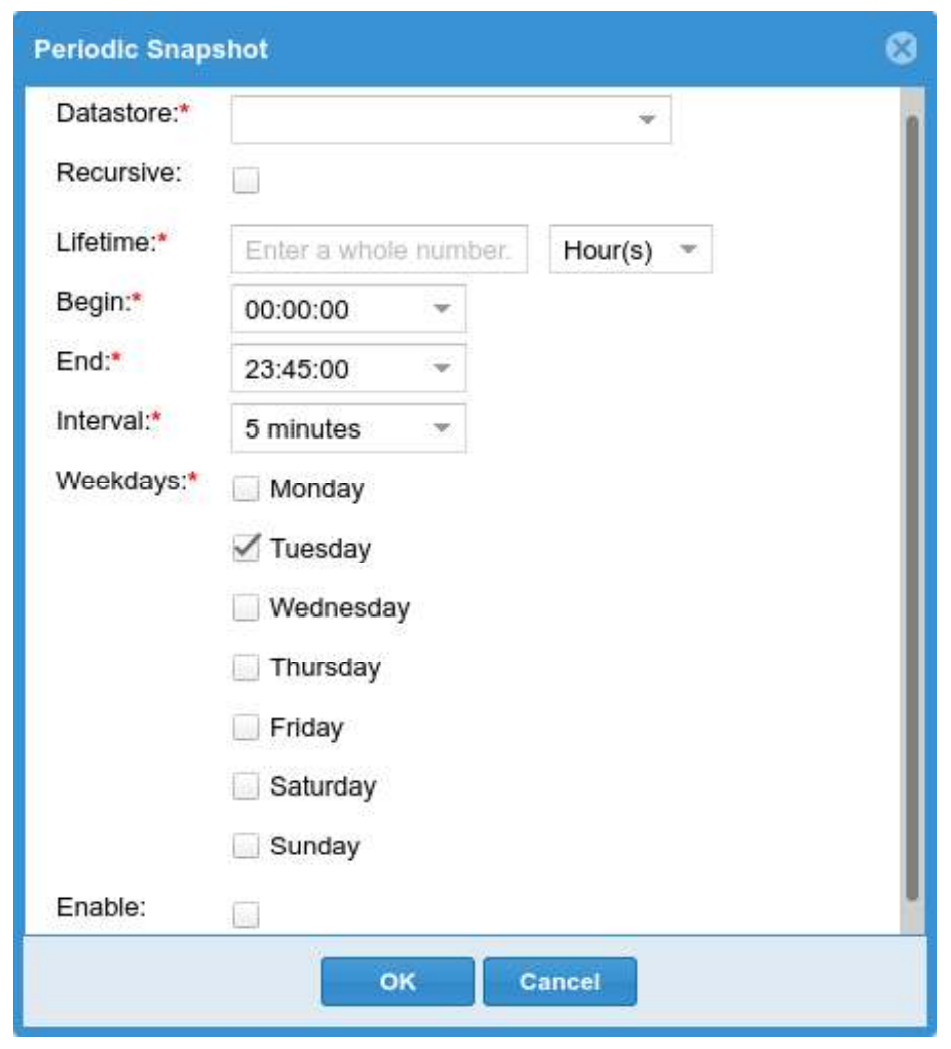 Periodic Snapshot
Datastore:*
Recursive:
Lifetime:* Enter a whole number. Hour(s)
Begin:* 00:00:00
End:* 23:45:00
Interval:* 5 minutes
Weekdays:* Monday
Tuesday
Wednesday
Thursday
Friday
Saturday
Sunday
Enable:
OK Cancel